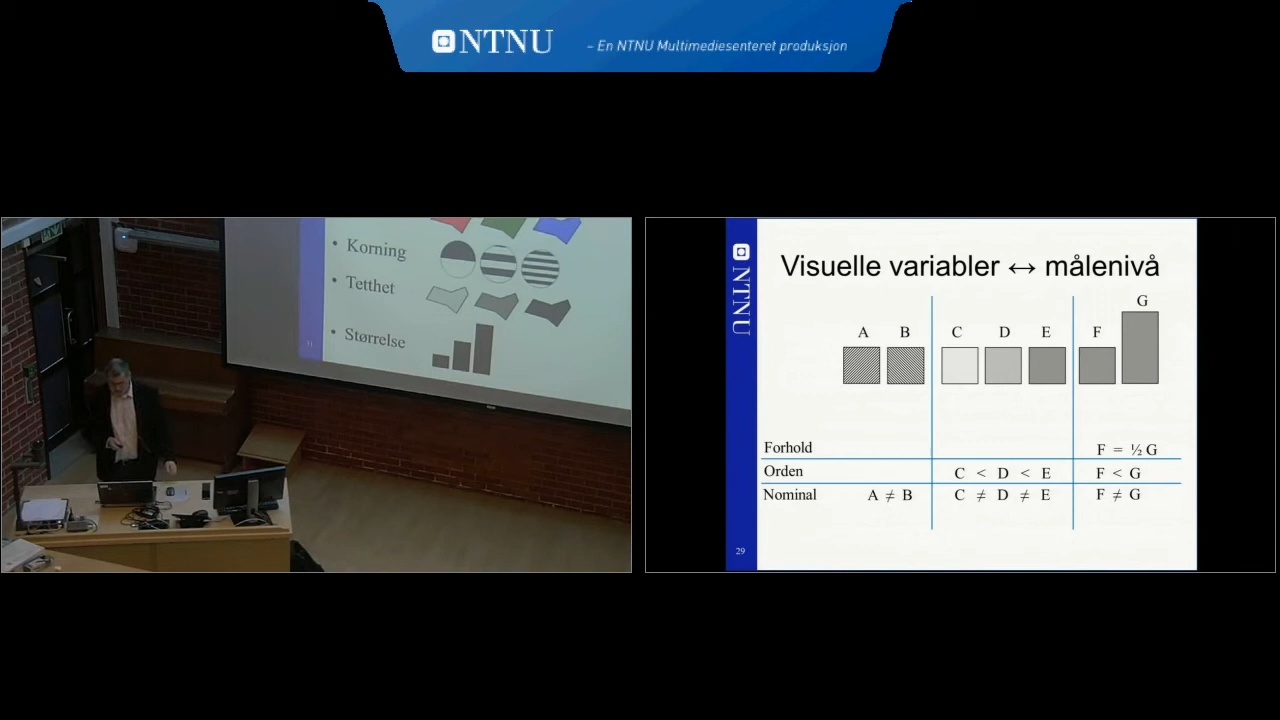 NTNU
– En NTNU Multimediesenteret produksjon
• Korning
• Tetthet
• Størrelse
NTNU
Visuelle variabler ↔ målenivå
A B C D E F G
Forhold F = ½ G
Orden C < D < E F < G
Nominal A ≠ B C ≠ D ≠ E F ≠ G
29